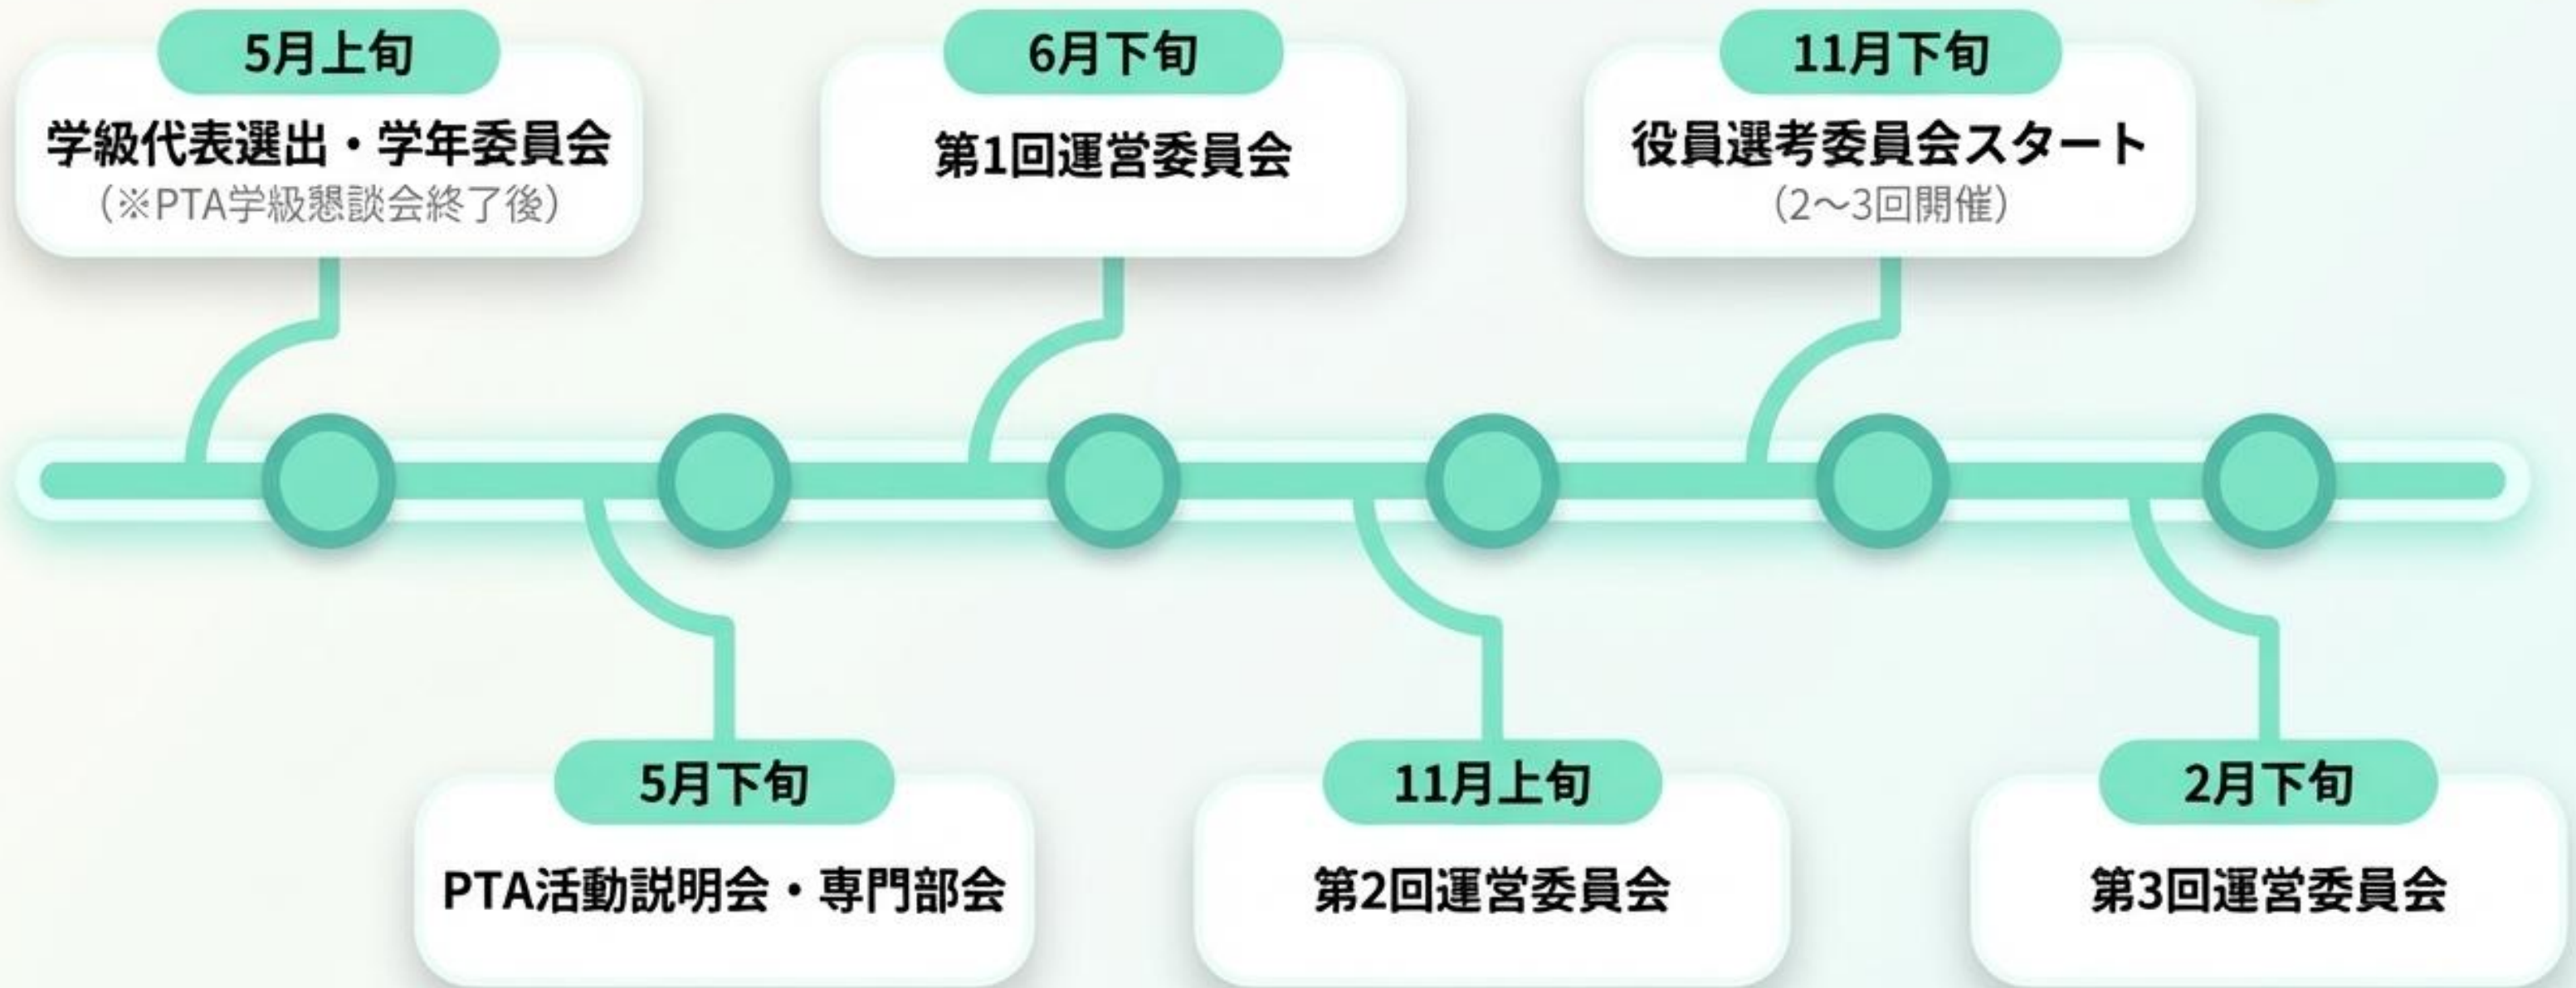 5月上旬
学級代表選出・学年委員会
（※PTA学級懇談会終了後）
6月下旬
第1回運営委員会
11月下旬
役員選考委員会スタート
（2〜3回開催）
5月下旬
PTA活動説明会・専門部会
11月上旬
第2回運営委員会
2月下旬
第3回運営委員会